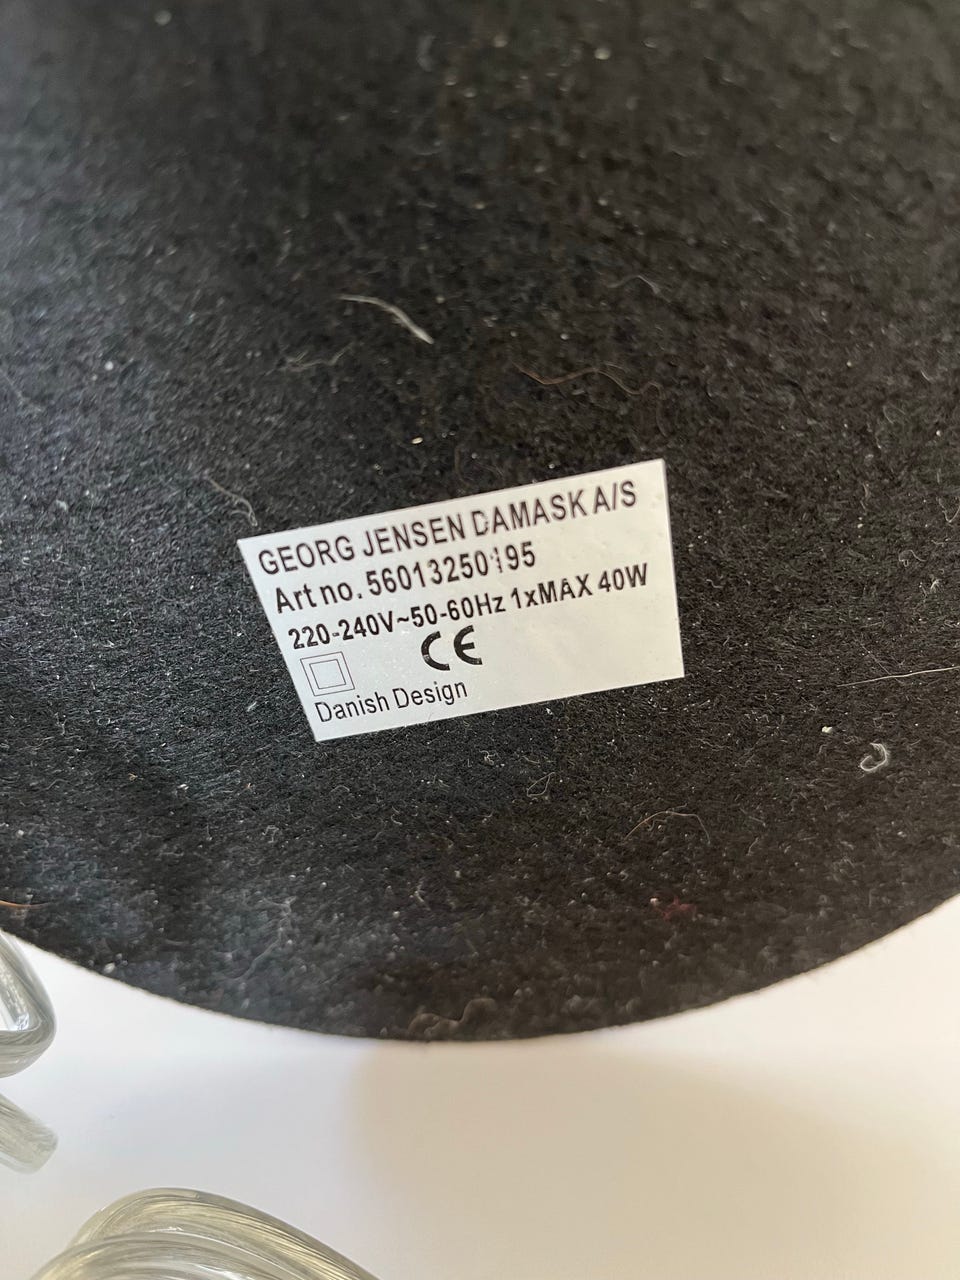 GEORG JENSEN DAMASK A/S
Art no. 56013250195
220-240V~50-60Hz 1xMAX 40W
CE
Danish Design